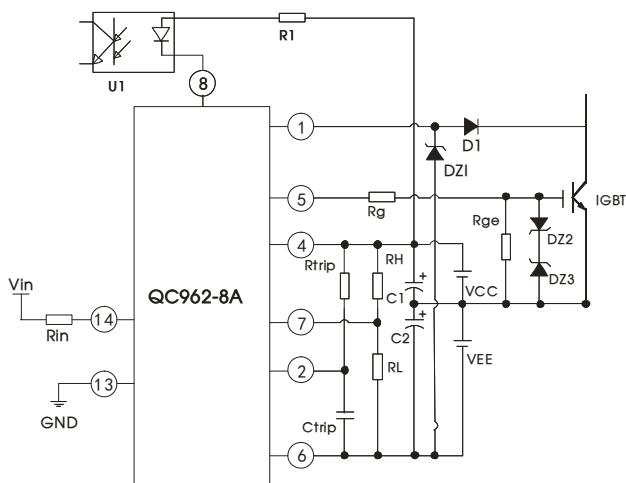 R1
U1
8
1
D1
DZ1
5
Rg
IGBT
Rge
DZ2
4
Rtrip
RH
DZ3
+
C1
VCC
QC962-8A
Vin
14
Rin
7
+
C2
2
RL
VEE
13
GND
Ctrip
6